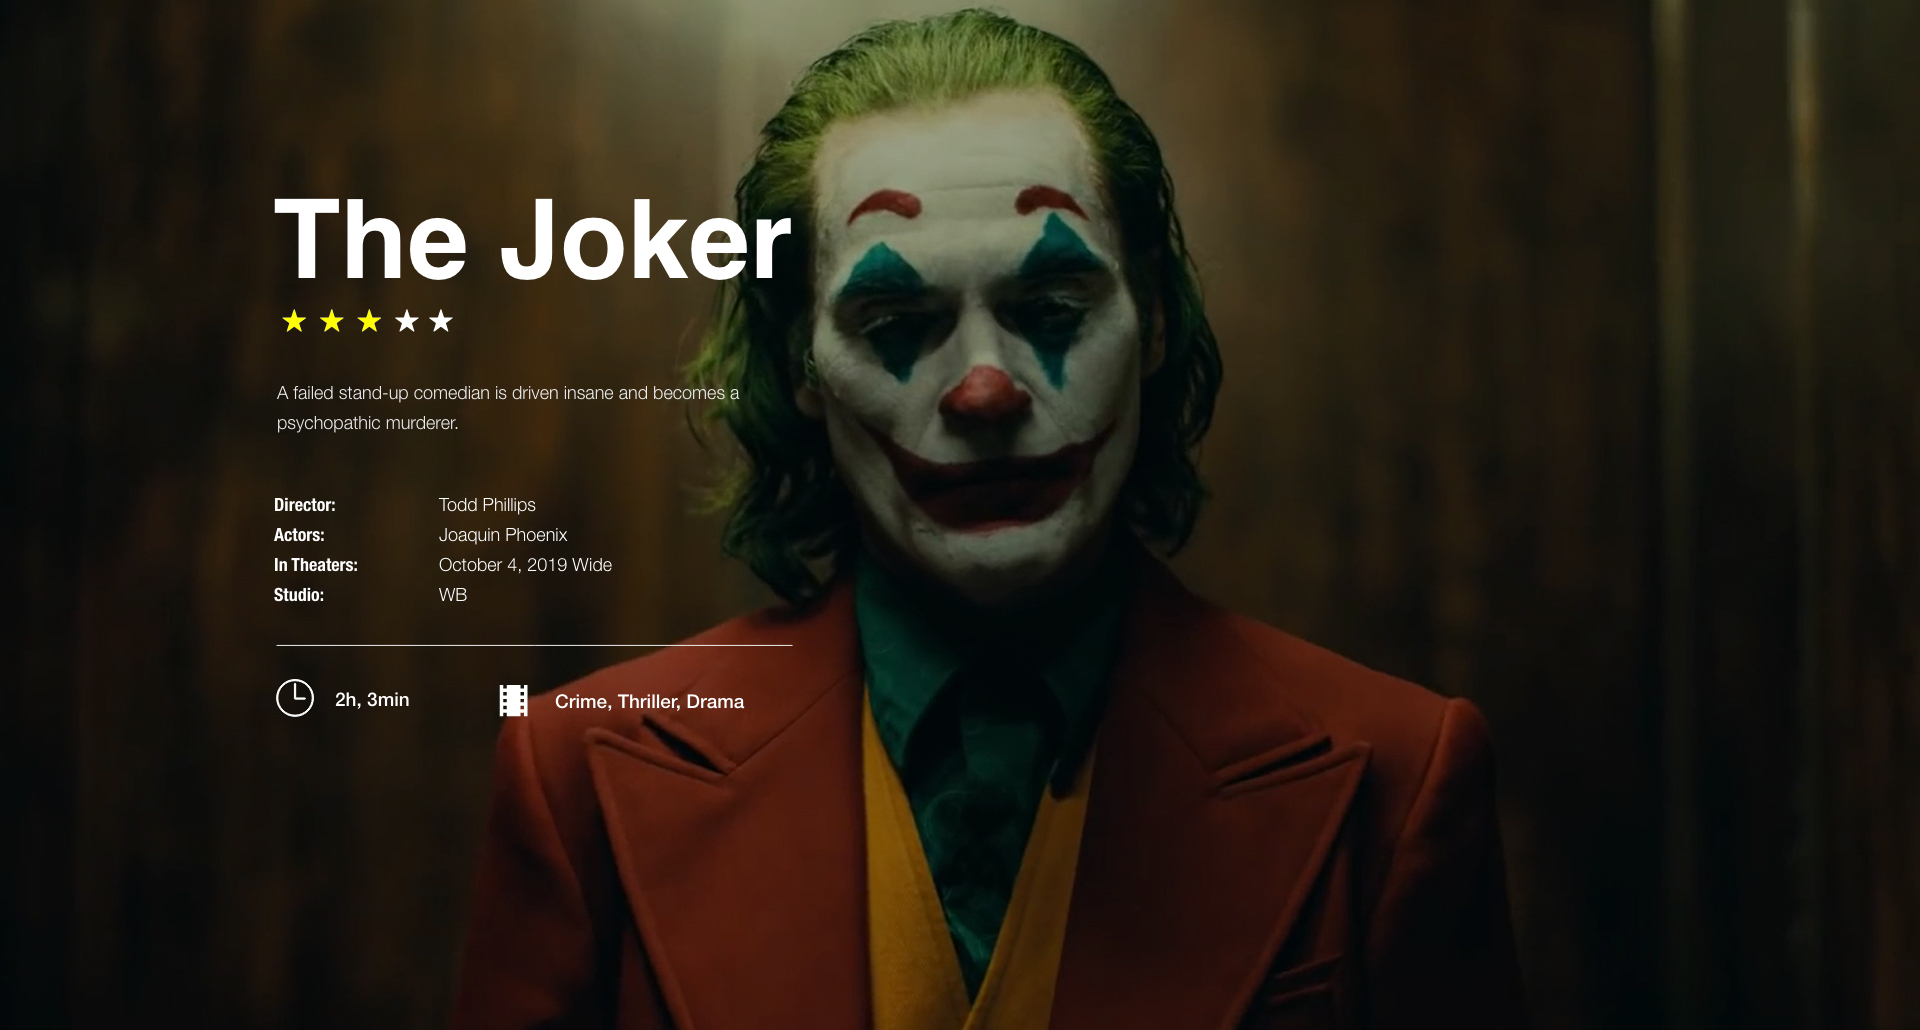 The Joker
A failed stand-up comedian is driven insane and becomes a
psychopathic murderer.
Director: Todd Phillips
Actors: Joaquin Phoenix
In Theaters: October 4, 2019 Wide
Studio: WB
2h, 3min Crime, Thriller, Drama